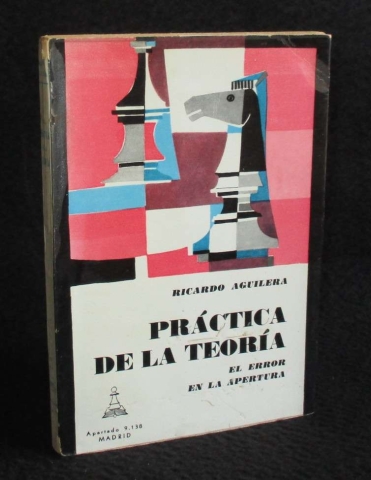 RICARDO AGUILERA
PRÁCTICA
DE LA TEORÍA
EL ERROR
EN LA APERTURA
Apartado 9.138
MADRID